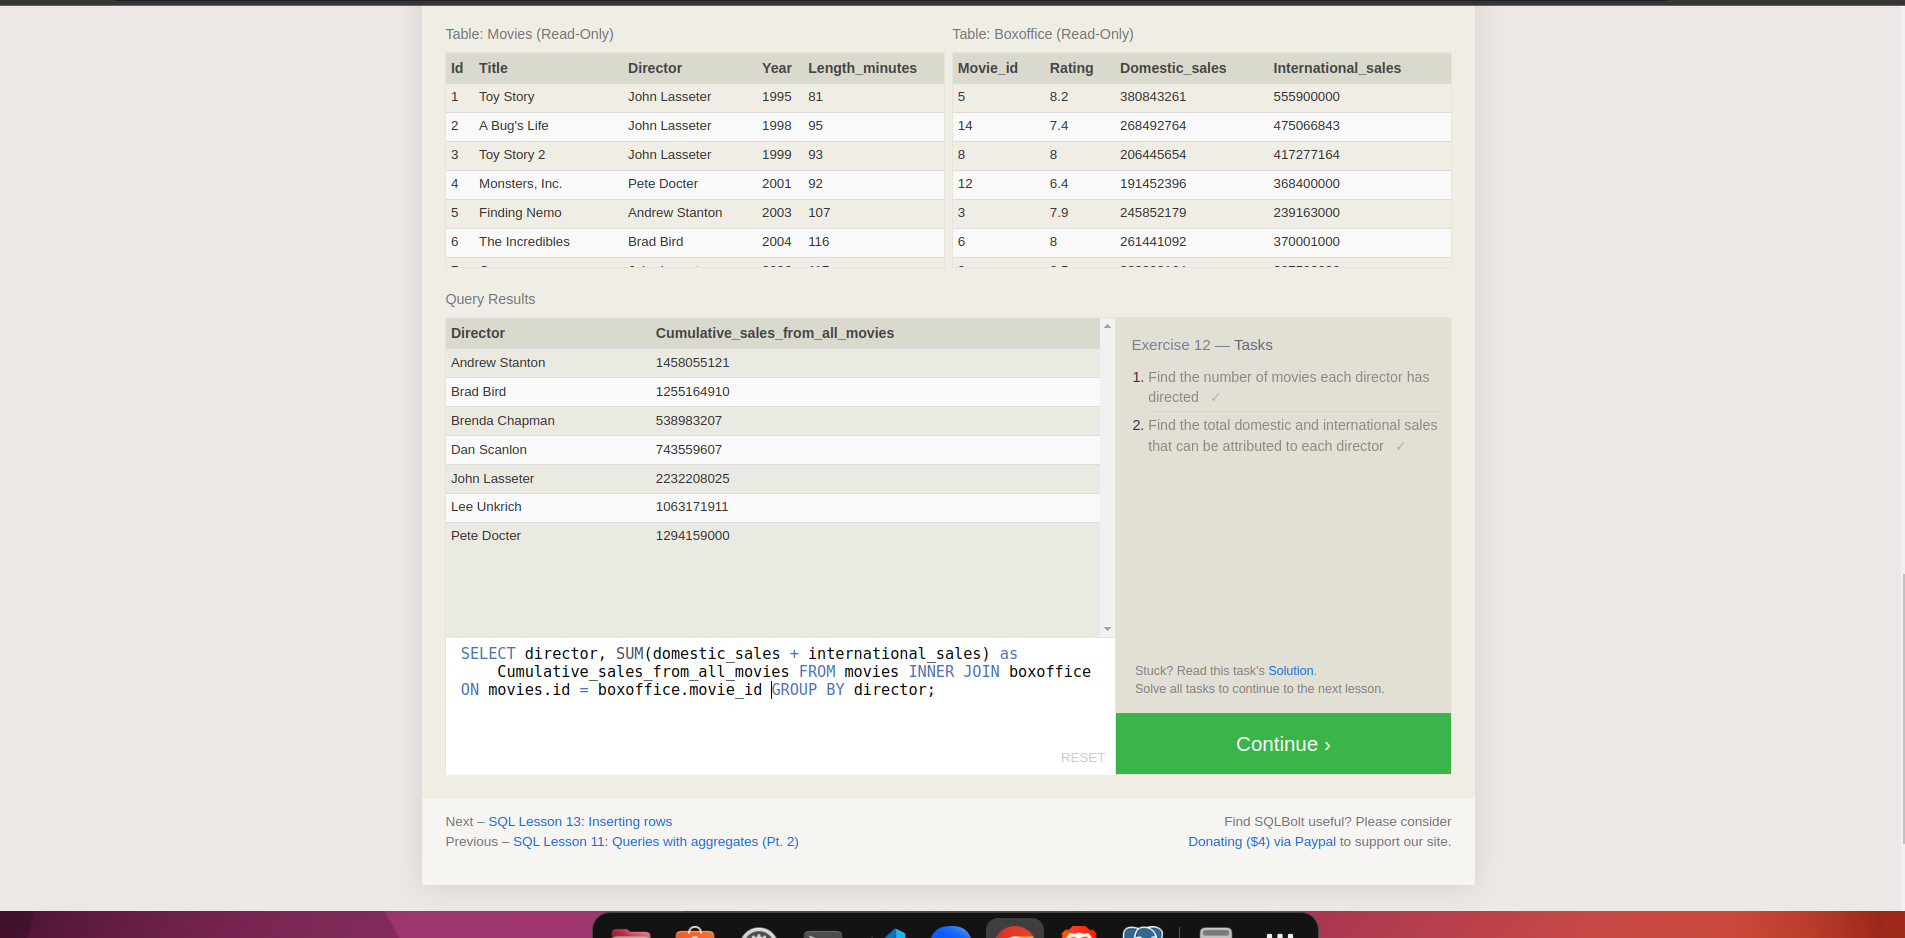 Table: Movies (Read-Only)
Id Title Director Year Length_minutes
1 Toy Story John Lasseter 1995 81
2 A Bug's Life John Lasseter 1998 95
3 Toy Story 2 John Lasseter 1999 93
4 Monsters, Inc. Pete Docter 2001 92
5 Finding Nemo Andrew Stanton 2003 107
6 The Incredibles Brad Bird 2004 116
Table: Boxoffice (Read-Only)
Movie_id Rating Domestic_sales International_sales
5 8.2 380843261 555900000
14 7.4 268492764 475066843
8 8 206445654 417277164
12 6.4 191452396 368400000
3 7.9 245852179 239163000
6 8 261441092 370001000
Query Results
Director Cumulative_sales_from_all_movies
Andrew Stanton 1458055121
Brad Bird 1255164910
Brenda Chapman 538983207
Dan Scanlon 743559607
John Lasseter 2232208025
Lee Unkrich 1063171911
Pete Docter 1294159000
Exercise 12 — Tasks
1. Find the number of movies each director has
directed ✓
2. Find the total domestic and international sales
that can be attributed to each director ✓
SELECT director, SUM(domestic_sales + international_sales) as
Cumulative_sales_from_all_movies FROM movies INNER JOIN boxoffice
ON movies.id = boxoffice.movie_id GROUP BY director;
RESET
Stuck? Read this task's Solution.
Solve all tasks to continue to the next lesson.
Continue ›
Next – SQL Lesson 13: Inserting rows
Previous – SQL Lesson 11: Queries with aggregates (Pt. 2)
Find SQLBolt useful? Please consider
Donating ($4) via Paypal to support our site.